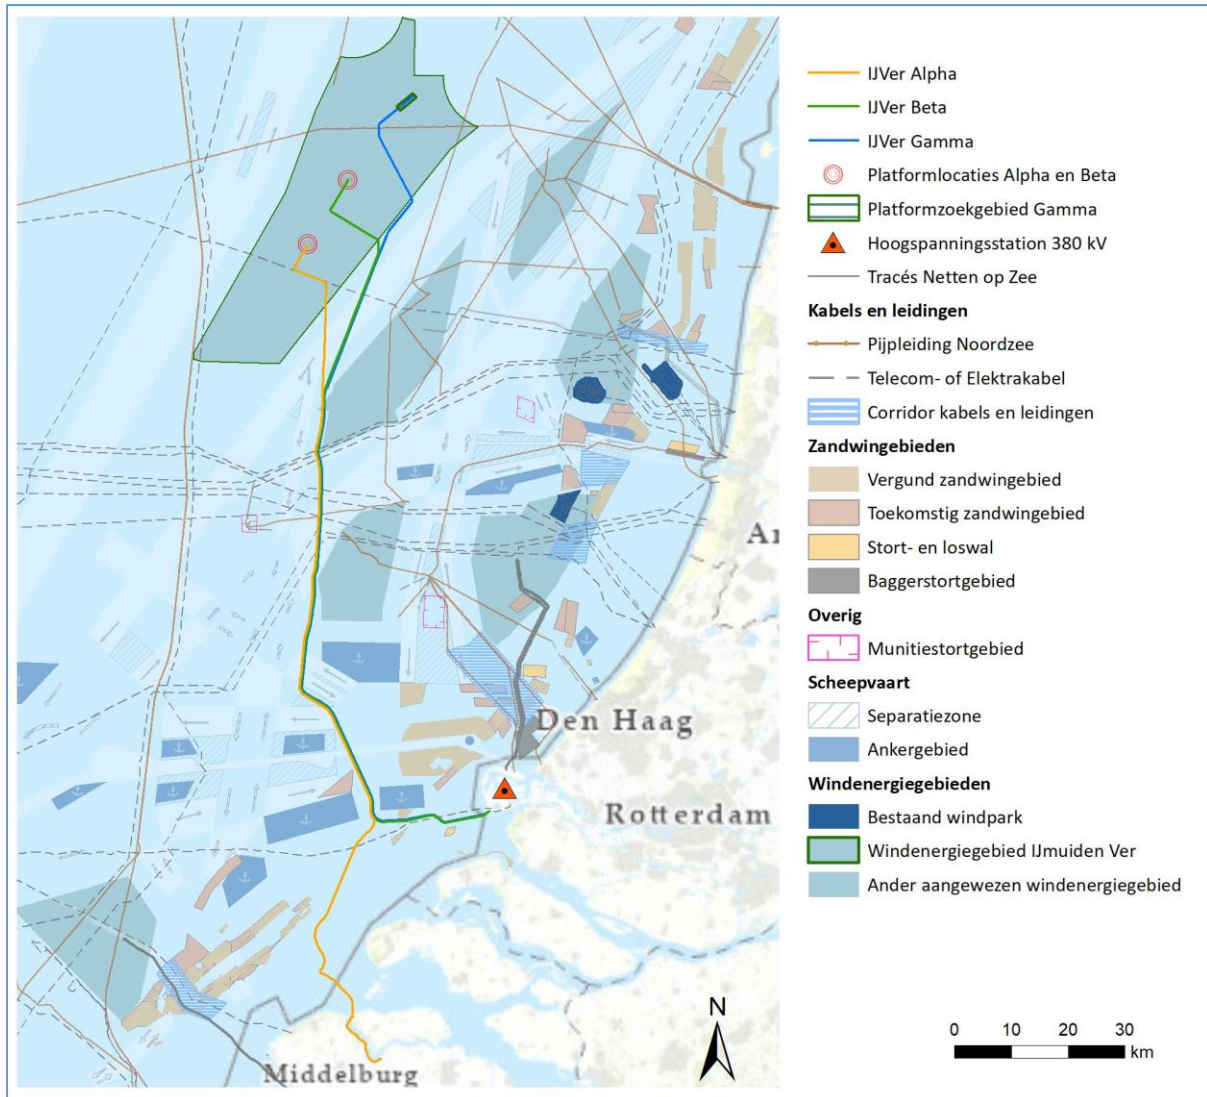 IJVer Alpha
IJVer Beta
IJVer Gamma
Platformlocaties Alpha en Beta
Platformzoekgebied Gamma
Hoogspanningsstation 380 kV
Tracés Netten op Zee
Kabels en leidingen
Pijpleiding Noordzee
Telecom- of Elektrakabel
Corridor kabels en leidingen
Zandwingebieden
Vergund zandwingebied
Toekomstig zandwingebied
Stort- en loswal
Baggerstortgebied
Overig
Munitiestortgebied
Scheepvaart
Separatiezone
Ankergebied
Windenergiegebieden
Bestaand windpark
Windenergiegebied IJmuiden Ver
Ander aangewezen windenergiegebied
Am
Den Haag
Rotterdam
Middelburg
N
0 10 20 30
km